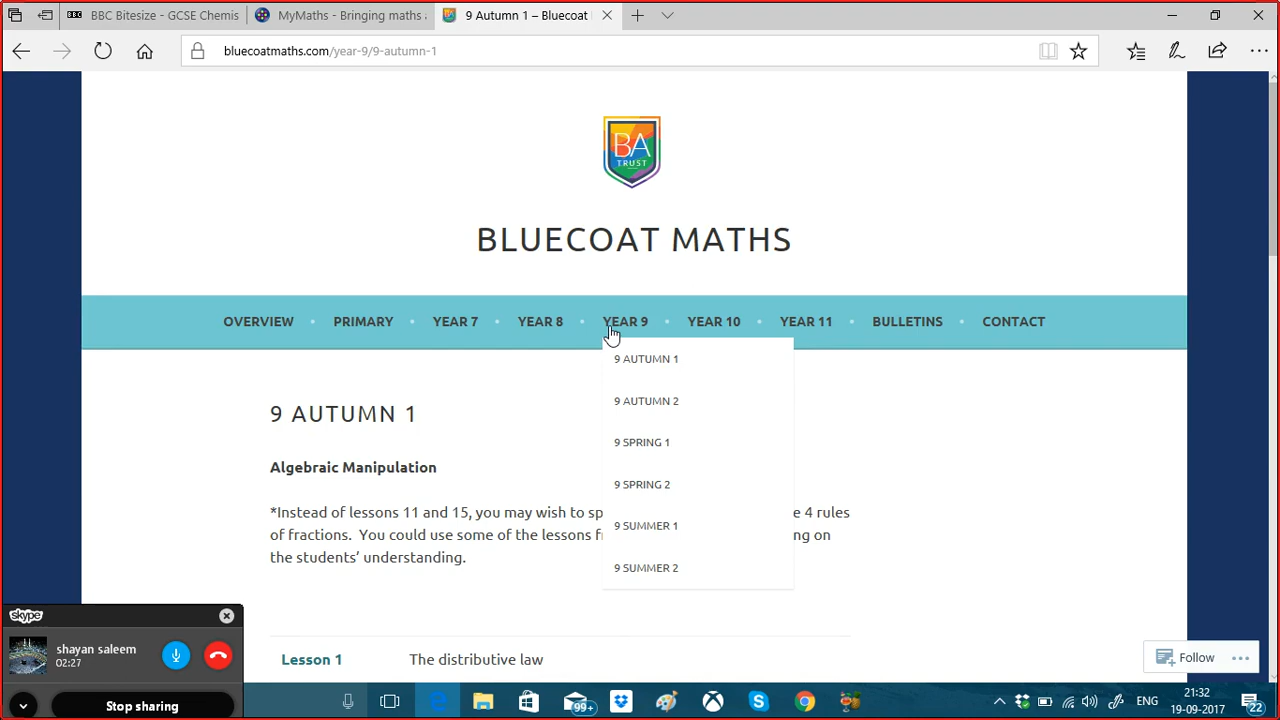 BBC BBC Bitesize - GCSE Chemis
MyMaths - Bringing maths a
9 Autumn 1 – Bluecoat
bluecoatmaths.com/year-9/9-autumn-1
BA
TRUST
BLUECOAT MATHS
OVERVIEW • PRIMARY • YEAR 7 • YEAR 8 • YEAR 9 • YEAR 10 • YEAR 11 • BULLETINS • CONTACT
9 AUTUMN 1
9 AUTUMN 2
9 SPRING 1
9 SPRING 2
9 SUMMER 1
9 SUMMER 2
9 AUTUMN 1
Algebraic Manipulation
*Instead of lessons 11 and 15, you may wish to sp e 4 rules
of fractions. You could use some of the lessons fr ng on
the students’ understanding.
Lesson 1 The distributive law
Follow
skype
shayan saleem
02:27
Stop sharing
99+
ENG
21:32
19-09-2017
22